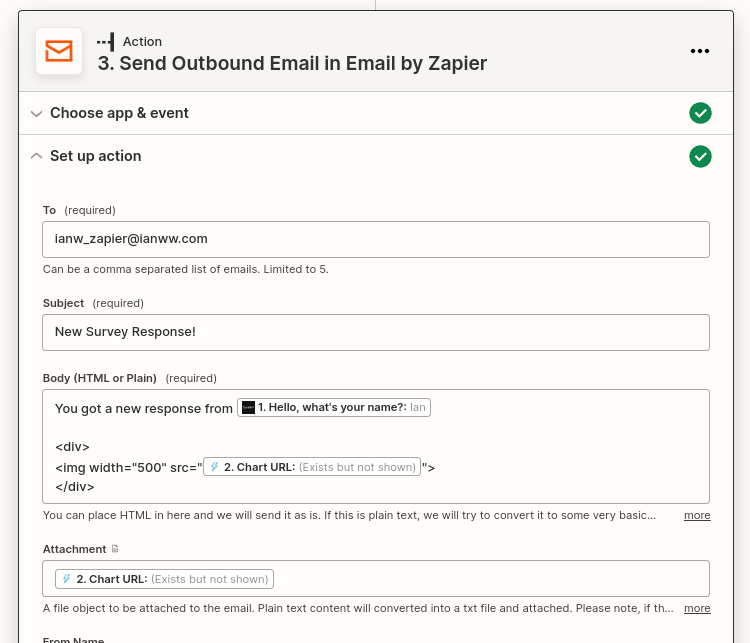 Action
3. Send Outbound Email in Email by Zapier
Choose app & event
Set up action
To (required)
ianw_zapier@ianww.com
Can be a comma separated list of emails. Limited to 5.
Subject (required)
New Survey Response!
Body (HTML or Plain) (required)
You got a new response from 1. Hello, what's your name?: Ian
<div>
<img width="500" src="2. Chart URL: (Exists but not shown)">
</div>
You can place HTML in here and we will send it as is. If this is plain text, we will try to convert it to some very basic... more
Attachment
2. Chart URL: (Exists but not shown)
A file object to be attached to the email. Plain text content will converted into a txt file and attached. Please note, if th... more
From Name